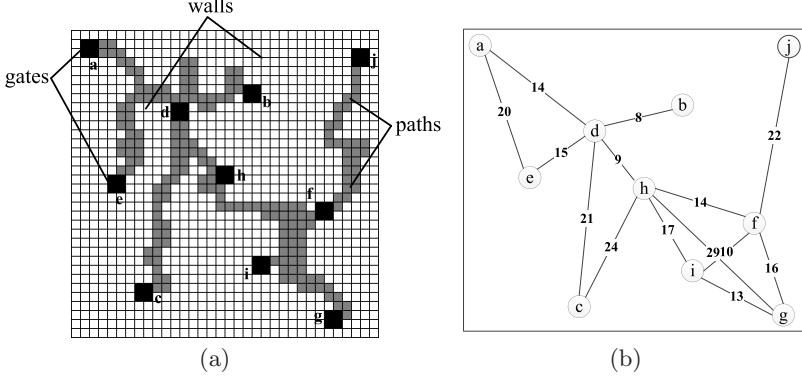 walls
gates
paths
a
j
b
d
h
e
f
i
c
g
(a)
a
j
14
20
b
8
d
15
9
e
22
h
14
21
24
17
f
2910
16
i
13
c
g
(b)